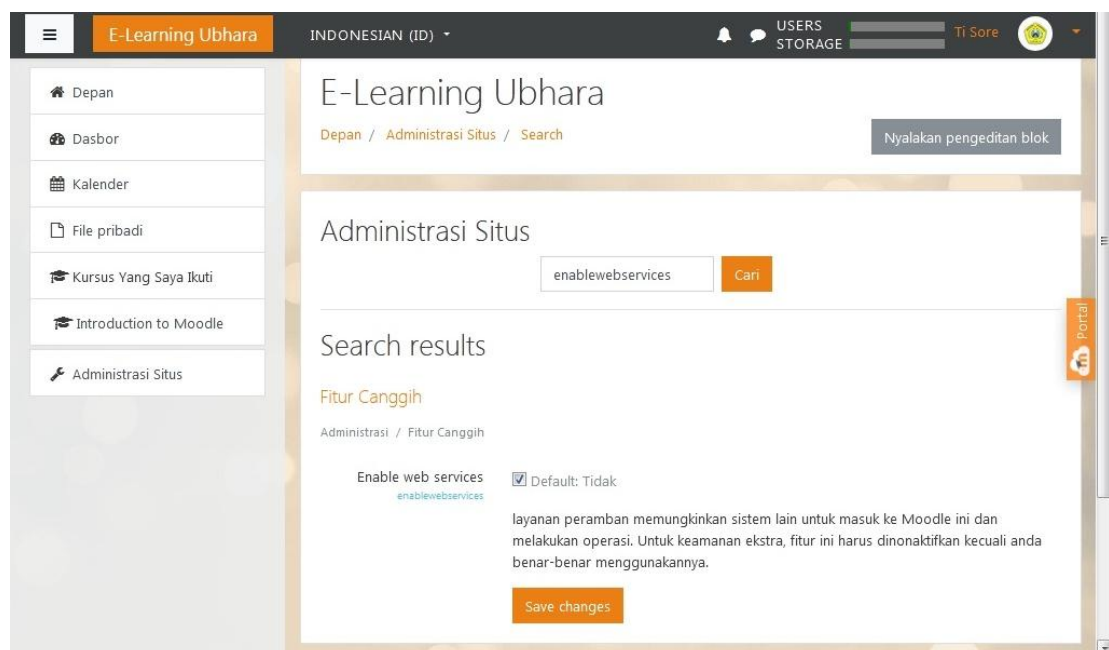 E-Learning Ubhara
INDONESIAN (ID)
USERS
STORAGE
Ti Sore
Depan
Dasbor
Kalender
File pribadi
Kursus Yang Saya Ikuti
Introduction to Moodle
Administrasi Situs
E-Learning Ubhara
Depan / Administrasi Situs / Search
Nyalakan pengeditan blok
Administrasi Situs
enablewebservices
Cari
Search results
Fitur Canggih
Administrasi / Fitur Canggih
Enable web services
enablewebservices
Default: Tidak
layanan peramban memungkinkan sistem lain untuk masuk ke Moodle ini dan
melakukan operasi. Untuk keamanan ekstra, fitur ini harus dinonaktifkan kecuali anda
benar-benar menggunakannya.
Save changes
m Portal